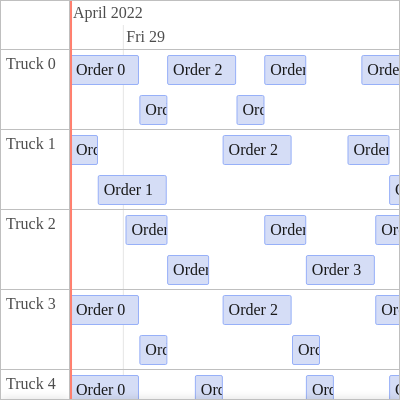 April 2022
Fri 29
Truck 0
Order 0
Order 2
Order
Orde
Orc
Orc
Truck 1
Orc
Order 2
Order
Order 1
Truck 2
Order
Order
Or
Order
Order 3
Truck 3
Order 0
Order 2
Or
Orc
Orc
Truck 4
Order 0
Orc
Orc